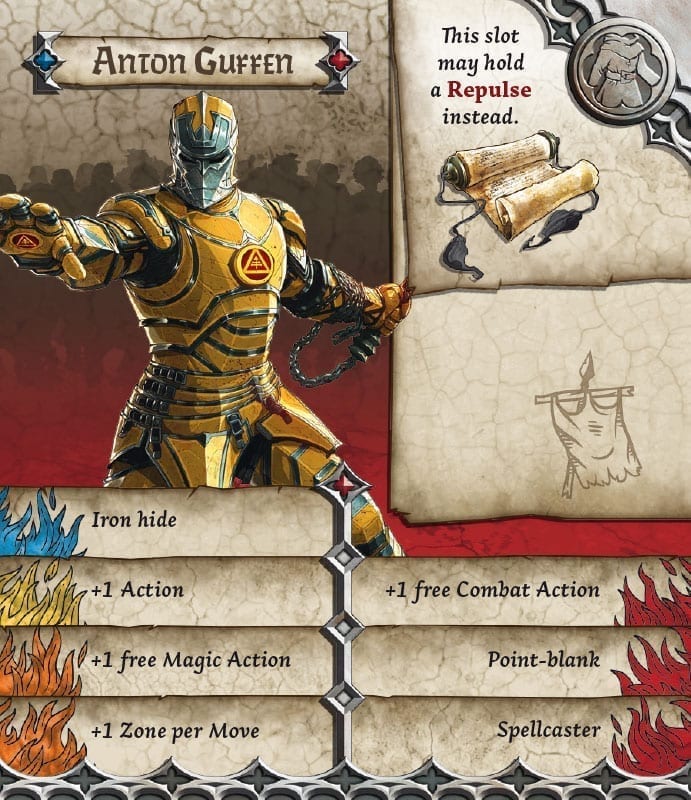 Anton Guffen
This slot
may hold
a Repulse
instead.
Iron hide
+1 Action
+1 free Combat Action
+1 free Magic Action
Point-blank
+1 Zone per Move
Spellcaster